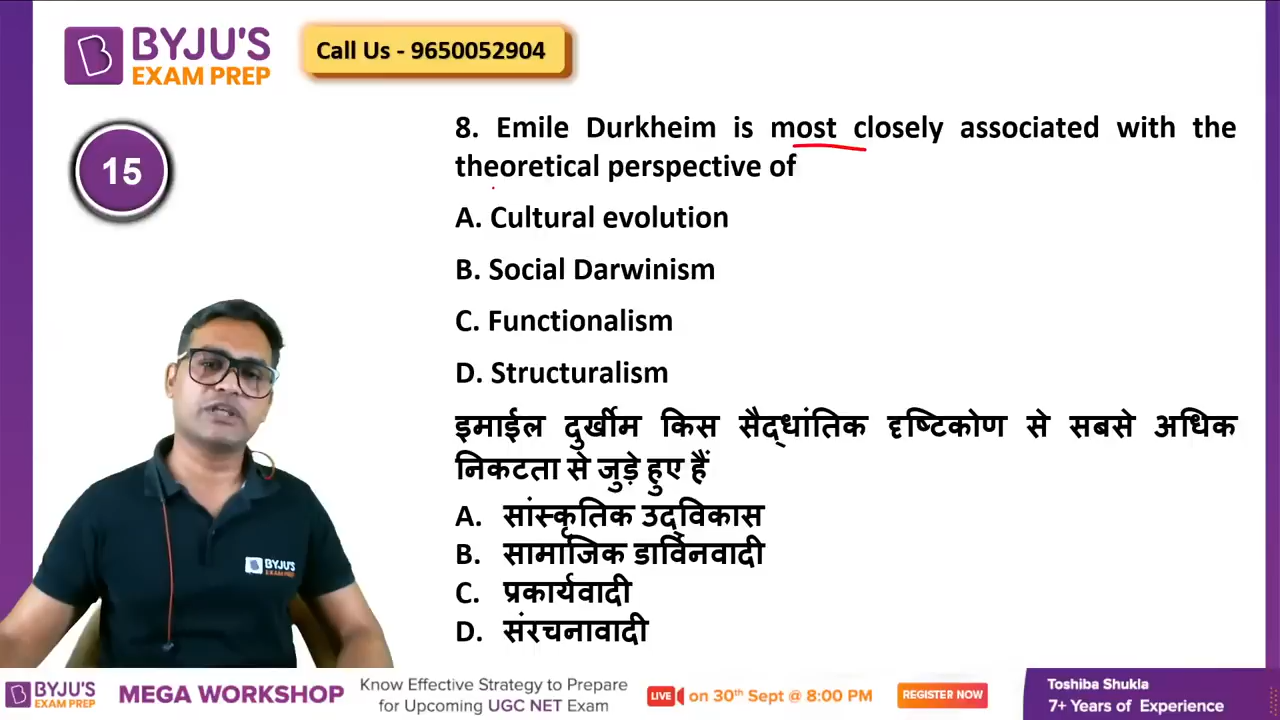 BYJU'S
EXAM PREP
Call Us - 9650052904
15
8. Emile Durkheim is most closely associated with the
theoretical perspective of
A. Cultural evolution
B. Social Darwinism
C. Functionalism
D. Structuralism
इमाईल दुर्खीम किस सैद्धांतिक दृष्टिकोण से सबसे अधिक
निकटता से जुड़े हुए हैं
A. सांस्कृतिक उद्विकास
B. सामाजिक डार्विनवादी
C. प्रकार्यवादी
D. संरचनावादी
BYJU'S
EXAM PREP
BYJU'S
EXAM PREP
MEGA WORKSHOP
Know Effective Strategy to Prepare
for Upcoming UGC NET Exam
LIVE on 30th Sept @ 8:00 PM
REGISTER NOW
Toshiba Shukla
7+ Years of Experience